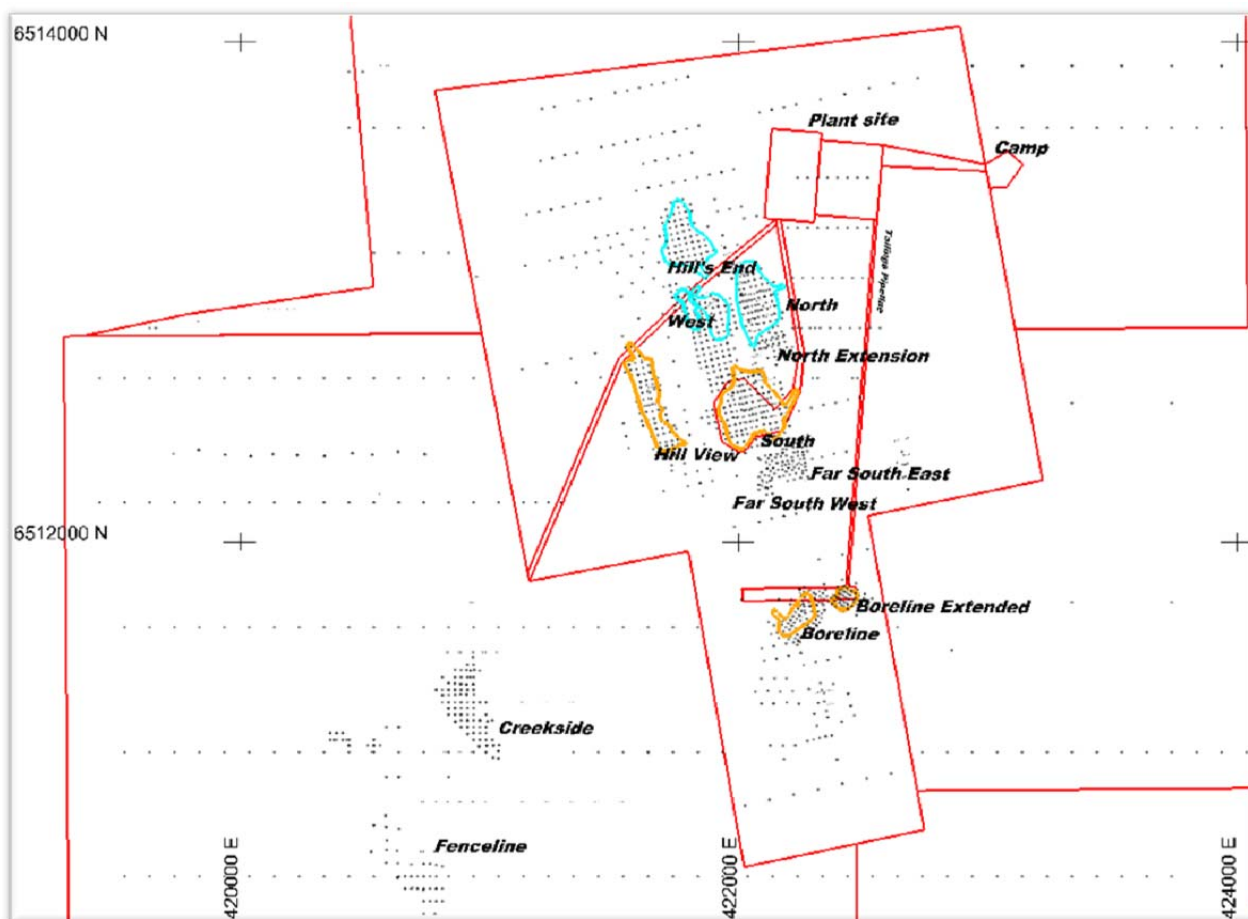 6514000 N
Plant site
Camp
Tailings Pipeline
Hill's End
North
West
North Extension
South
Hill View
Far South East
Far South West
6512000 N
Boreline Extended
Boreline
Creekside
Fenceline
420000 E
422000 E
424000 E